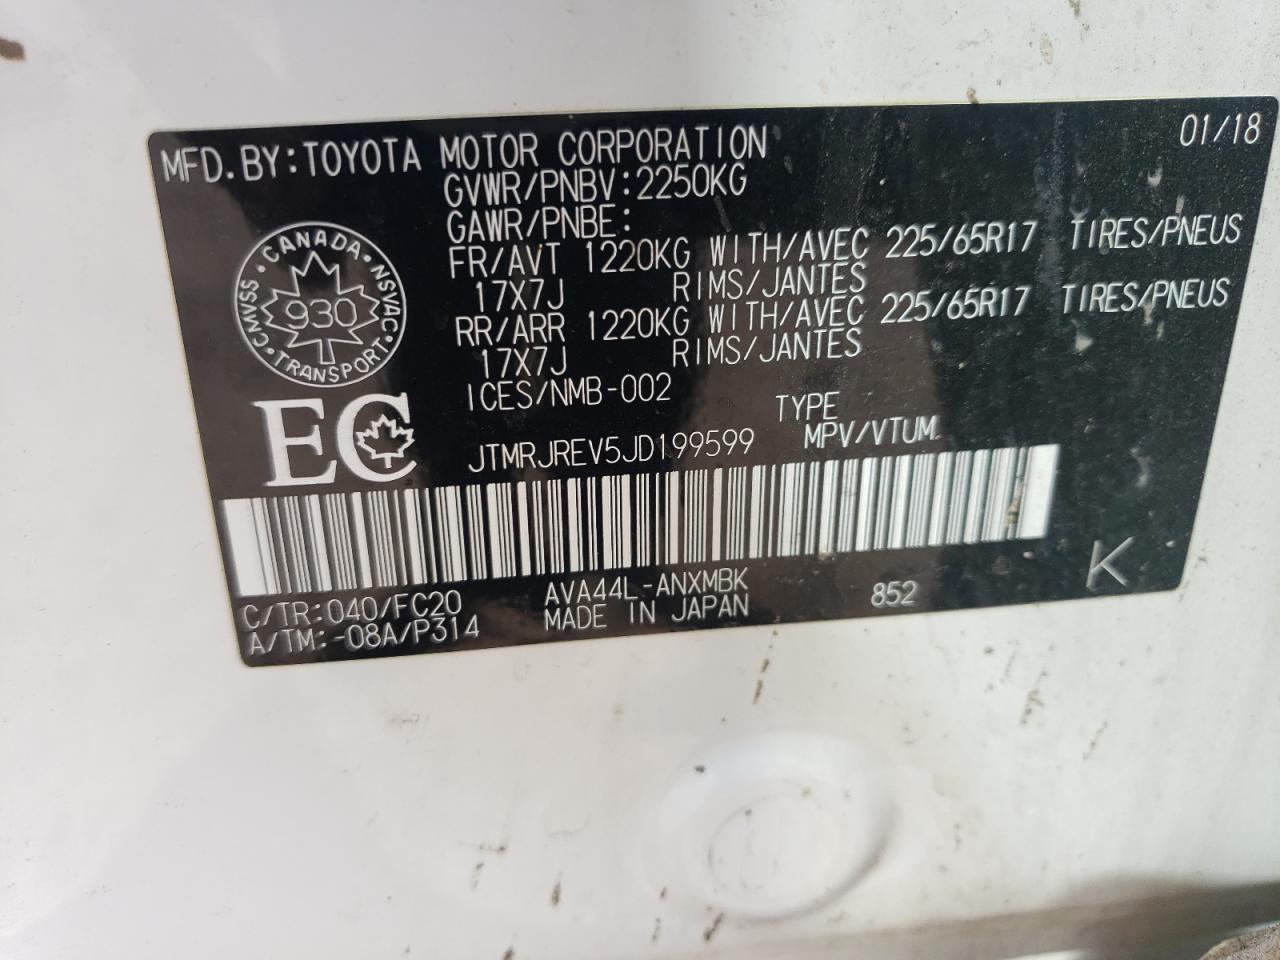 MFD. BY: TOYOTA MOTOR CORPORATION 01/18
GVWR/PNBV: 2250KG
GAWR/PNBE:
FR/AVT 1220KG WITH/AVEC 225/65R17 TIRES/PNEUS
17X7J RIMS/JANTES
RR/ARR 1220KG WITH/AVEC 225/65R17 TIRES/PNEUS
17X7J RIMS/JANTES
ICES/NMB-002
CANADA · NSVAC · TRANSPORT · CMVSS ·
930
EC
TYPE
JTMRJREV5JD199599 MPV/VTUM
C/TR: 040/FC20 AVA44L-ANXMBK 852 K
A/TM: -08A/P314 MADE IN JAPAN